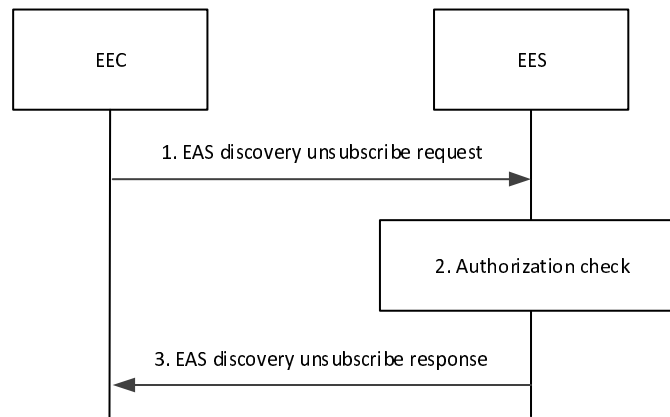 EEC
EES
1. EAS discovery unsubscribe request
2. Authorization check
3. EAS discovery unsubscribe response